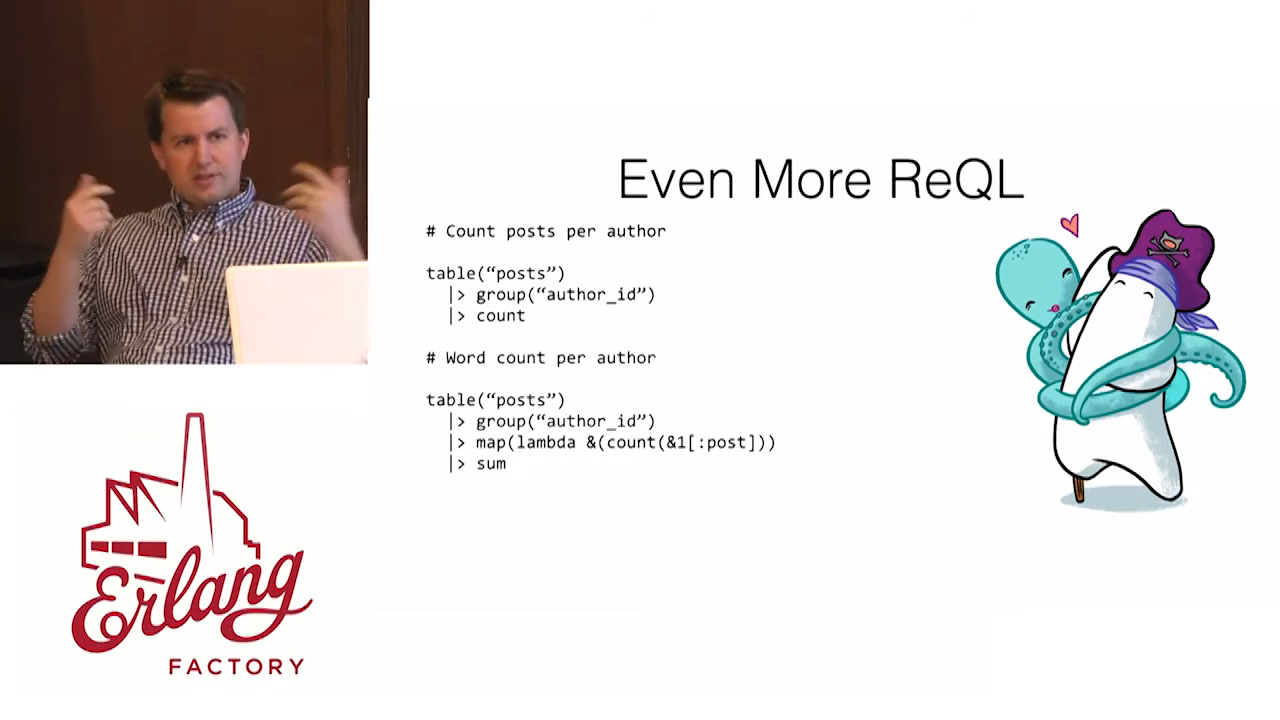 Even More ReQL
# Count posts per author
table(“posts”)
|> group(“author_id”)
|> count
# Word count per author
table(“posts”)
|> group(“author_id”)
|> map(lambda &(count(&1[:post]))
|> sum
Erlang
FACTORY